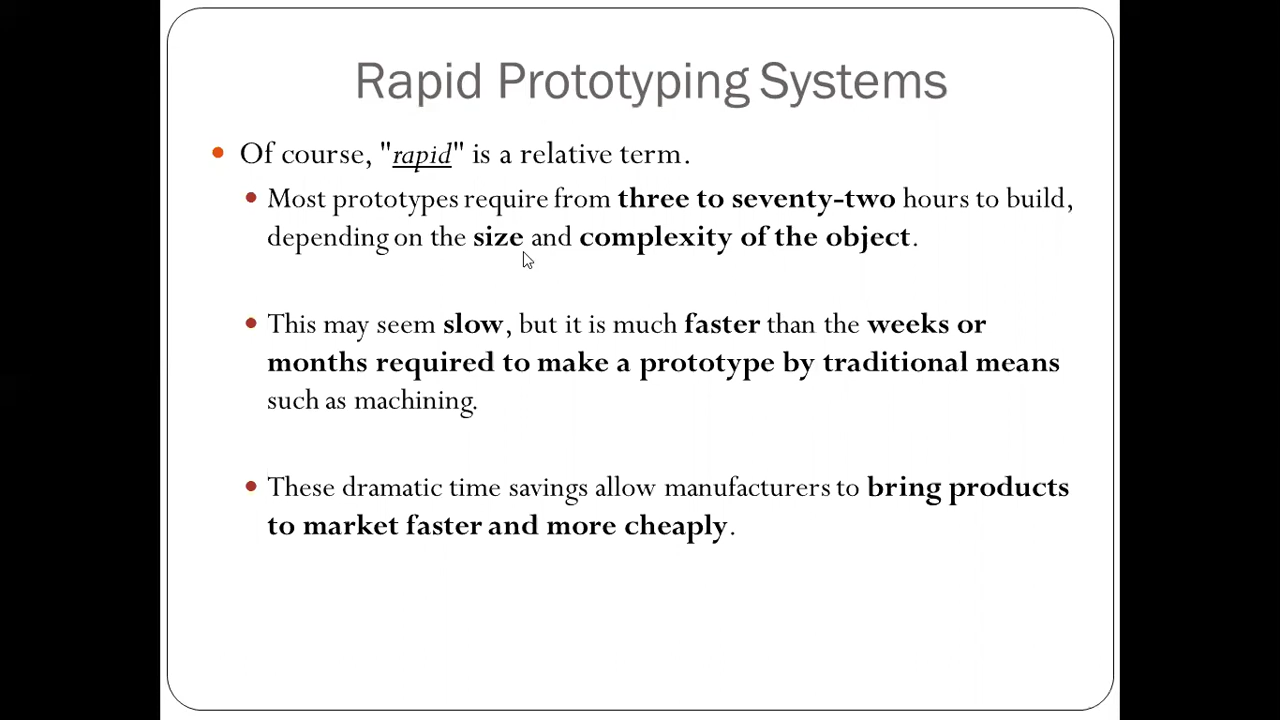 Rapid Prototyping Systems
Of course, "rapid" is a relative term.
Most prototypes require from three to seventy-two hours to build,
depending on the size and complexity of the object.
This may seem slow, but it is much faster than the weeks or
months required to make a prototype by traditional means
such as machining.
These dramatic time savings allow manufacturers to bring products
to market faster and more cheaply.